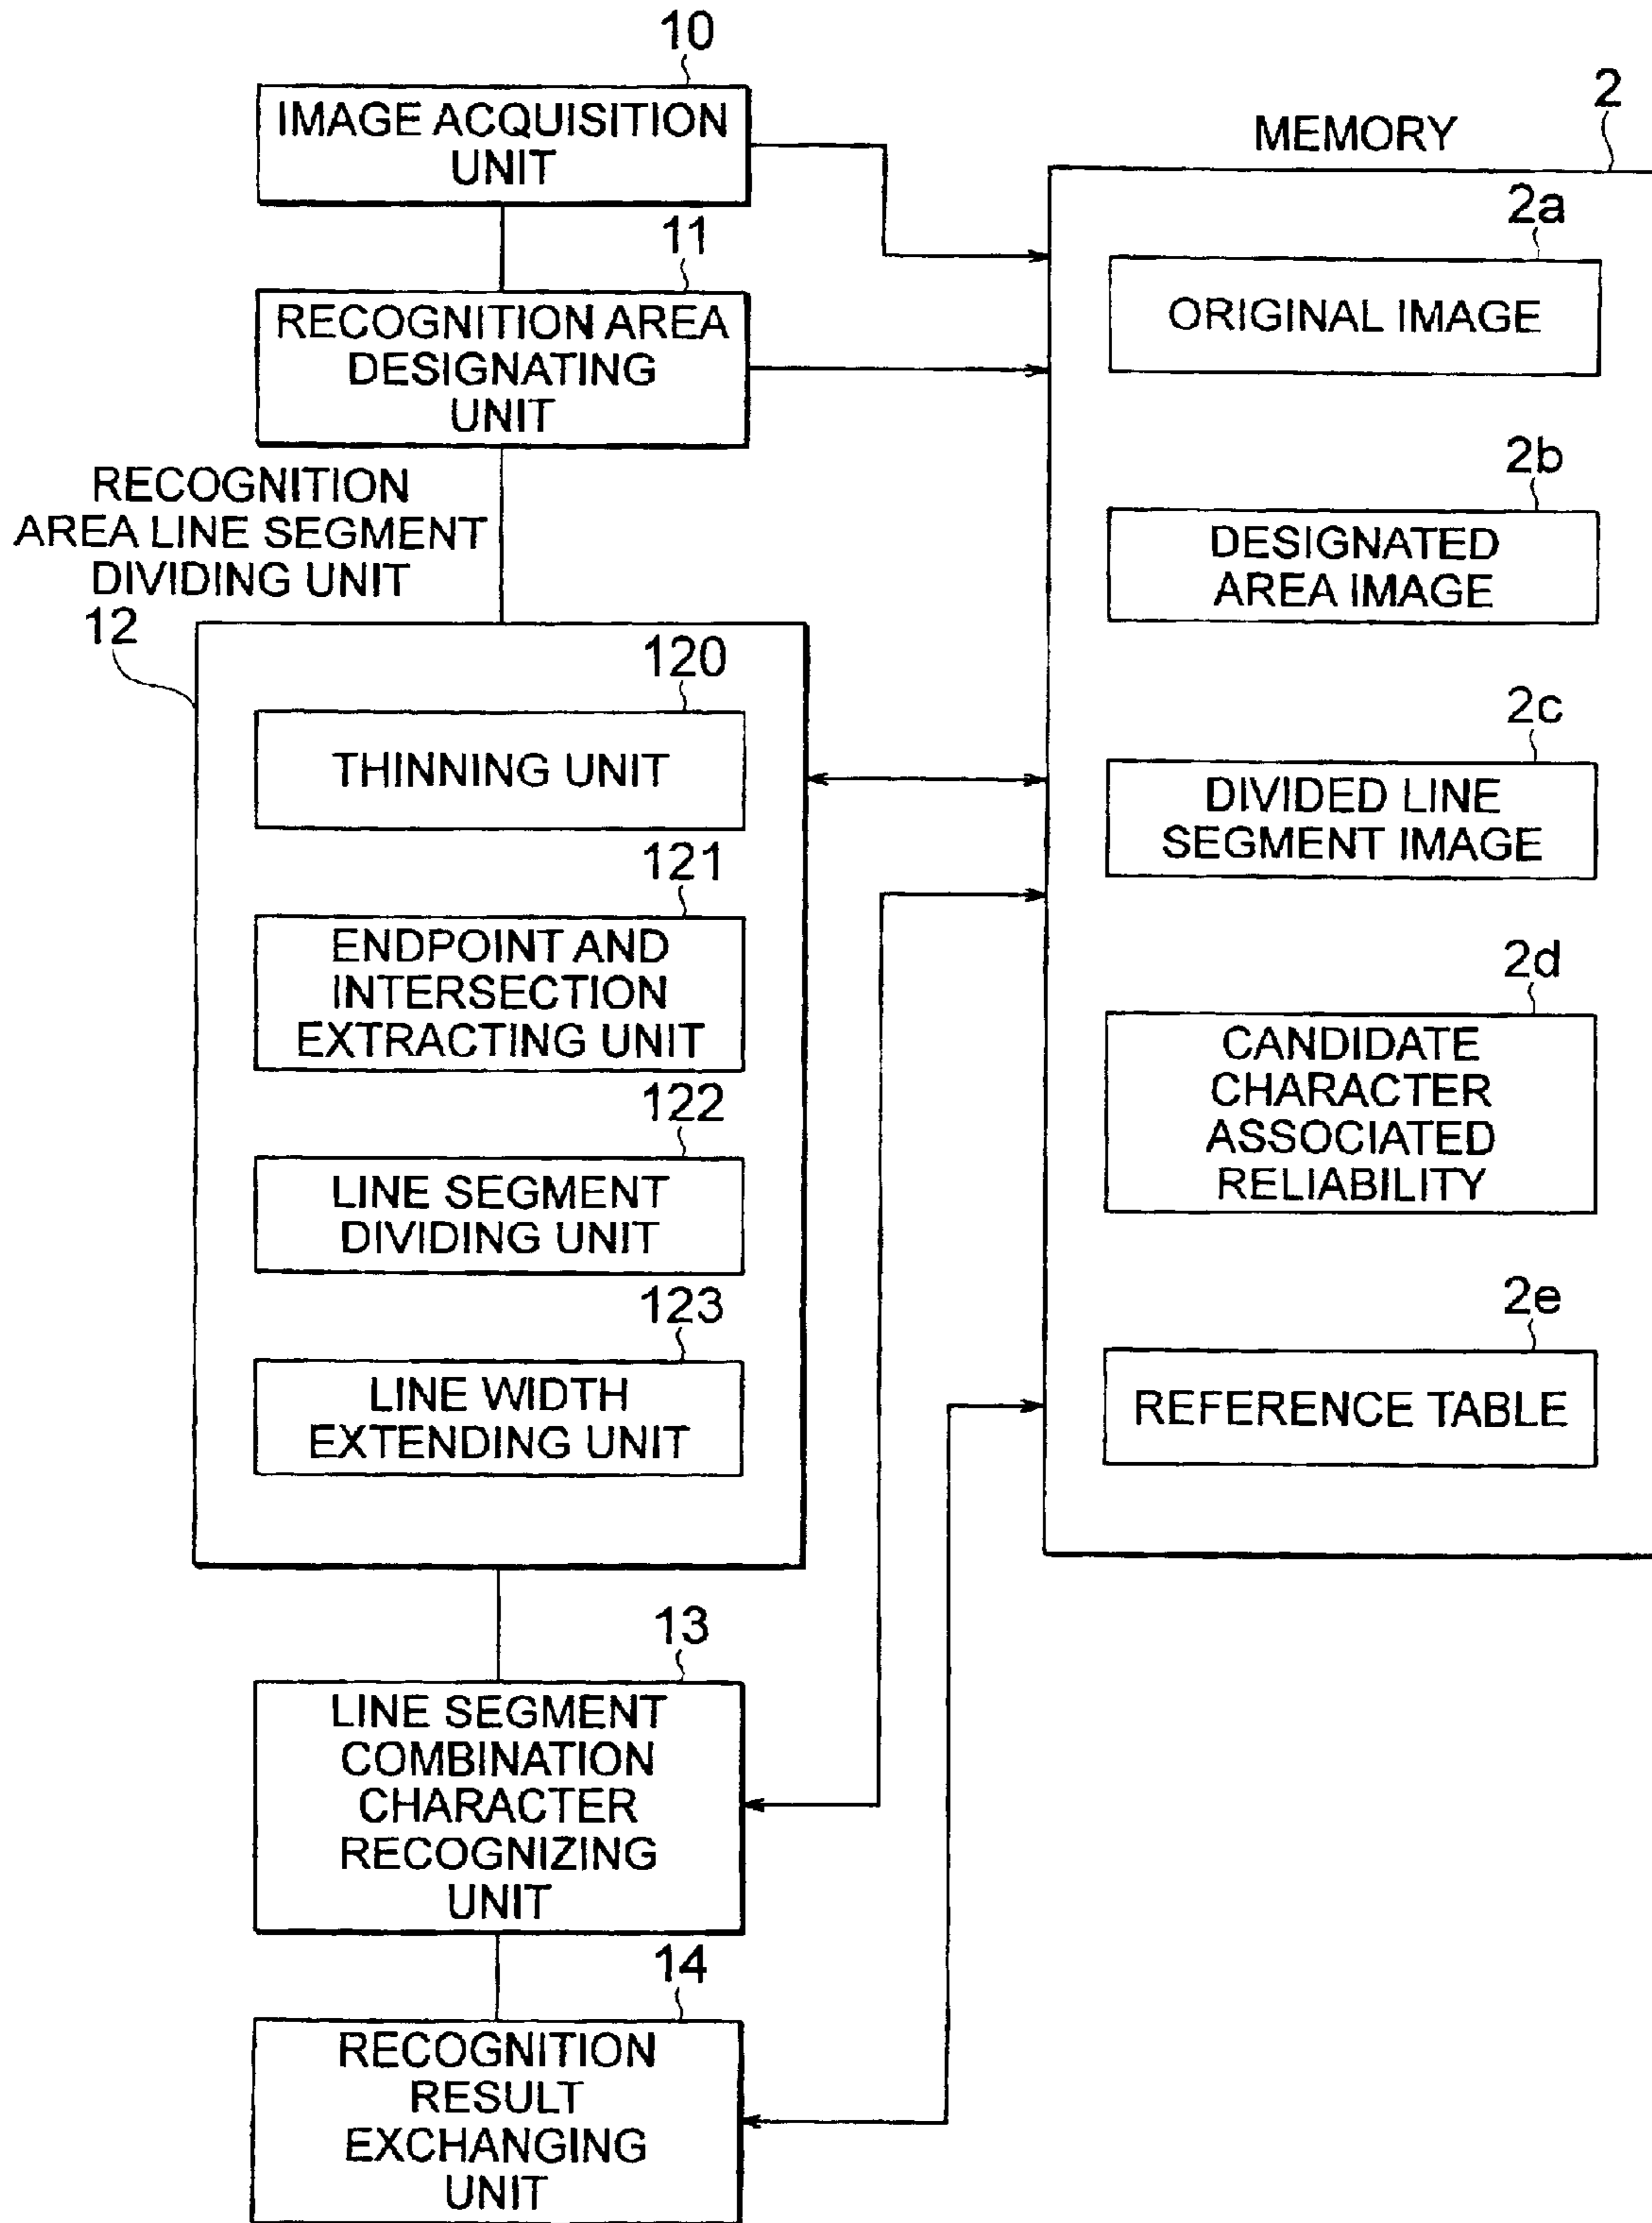 10
IMAGE ACQUISITION
UNIT
11
RECOGNITION AREA
DESIGNATING
UNIT
RECOGNITION
AREA LINE SEGMENT
DIVIDING UNIT
12
120
THINNING UNIT
121
ENDPOINT AND
INTERSECTION
EXTRACTING UNIT
122
LINE SEGMENT
DIVIDING UNIT
123
LINE WIDTH
EXTENDING UNIT
13
LINE SEGMENT
COMBINATION
CHARACTER
RECOGNIZING
UNIT
14
RECOGNITION
RESULT
EXCHANGING
UNIT
2
MEMORY
2a
ORIGINAL IMAGE
2b
DESIGNATED
AREA IMAGE
2c
DIVIDED LINE
SEGMENT IMAGE
2d
CANDIDATE
CHARACTER
ASSOCIATED
RELIABILITY
2e
REFERENCE TABLE